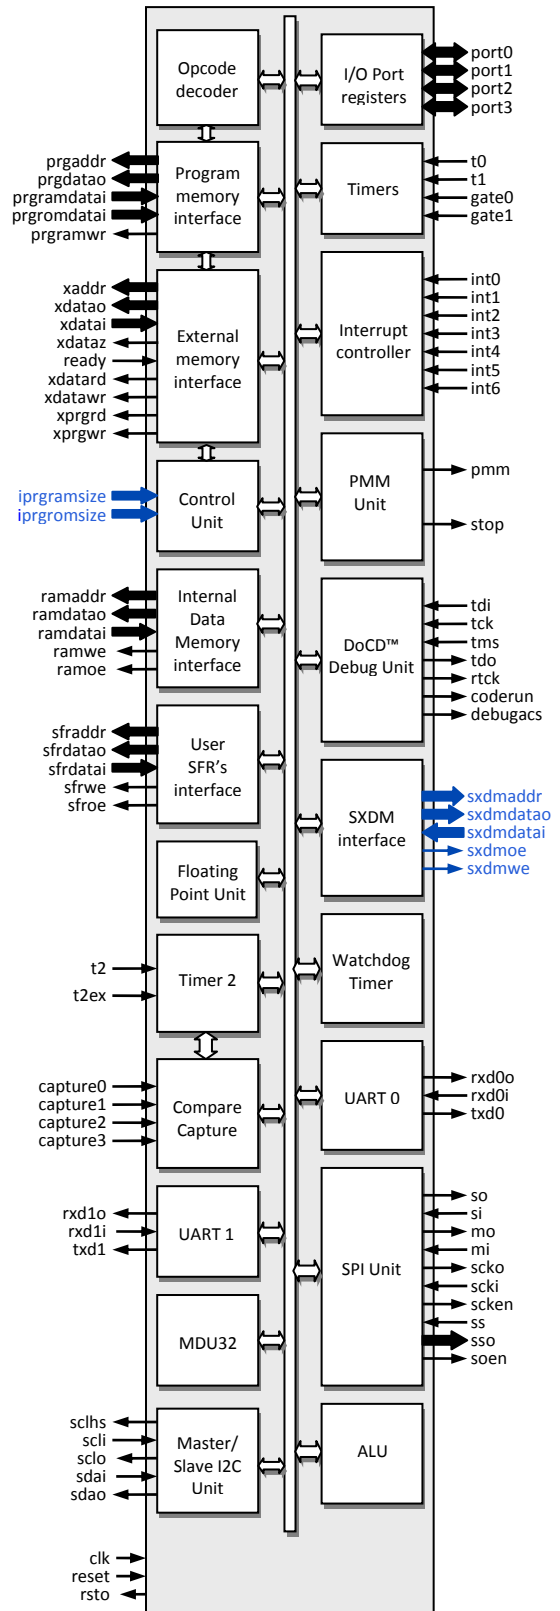 Opcode
decoder
I/O Port
registers
port0
port1
port2
port3
prgaddr
prgdatao
prgramdatai
prgromdatai
prgramwr
Program
memory
interface
Timers
t0
t1
gate0
gate1
xaddr
xdatao
xdatai
xdataz
ready
xdatard
xdatawr
xprgrd
xprgwr
External
memory
interface
Interrupt
controller
int0
int1
int2
int3
int4
int5
int6
iprgramsize
iprgromsize
Control
Unit
PMM
Unit
pmm
stop
ramaddr
ramdatao
ramdatai
ramwe
ramoe
Internal
Data
Memory
interface
DoCD™
Debug Unit
tdi
tck
tms
tdo
rtck
coderun
debugacs
sfraddr
sfrdatao
sfrdatai
sfrwe
sfroe
User
SFR's
interface
SXDM
interface
sxdmaddr
sxdmdatao
sxdmdatai
sxdmoe
sxdmwe
Floating
Point Unit
t2
t2ex
Timer 2
Watchdog
Timer
capture0
capture1
capture2
capture3
Compare
Capture
UART 0
rxd0o
rxd0i
txd0
rxd1o
rxd1i
txd1
UART 1
SPI Unit
so
si
mo
mi
scko
scki
scken
ss
sso
soen
MDU32
sclhs
scli
sclo
sdai
sdao
Master/
Slave I2C
Unit
ALU
clk
reset
rsto